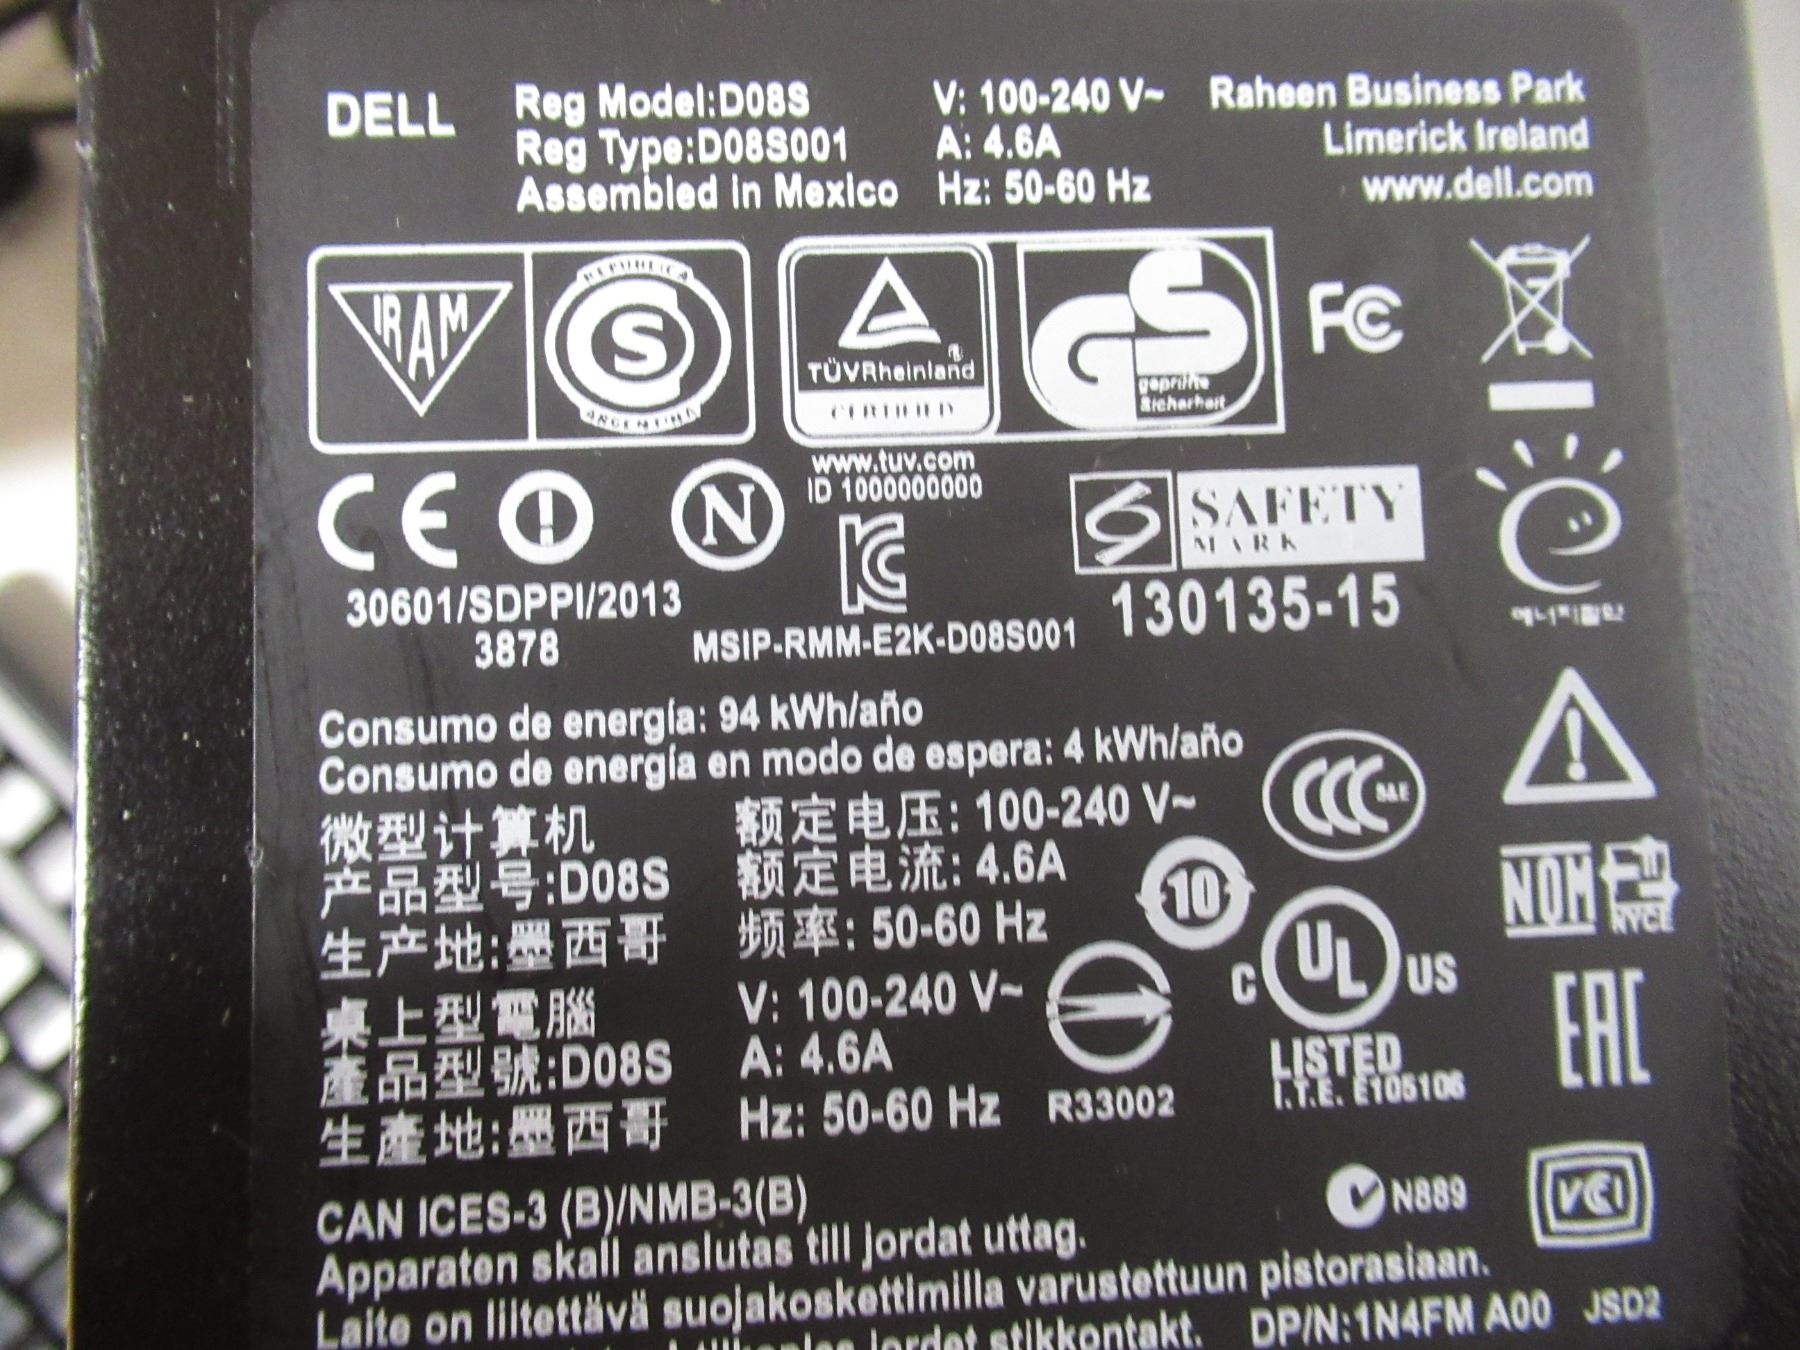 DELL
Reg Model:D08S
Reg Type:D08S001
Assembled in Mexico
V: 100-240 V~
A: 4.6A
Hz: 50-60 Hz
Raheen Business Park
Limerick Ireland
www.dell.com
IRAM
REPUBLICA
S
ARGENTINA
TÜVRheinland
CERTIFIED
geprüfte
Sicherheit
FC
www.tuv.com
ID 1000000000
CE
N
SAFETY
MARK
30601/SDPPI/2013
3878
MSIP-RMM-E2K-D08S001
130135-15
Consumo de energía: 94 kWh/año
Consumo de energía en modo de espera: 4 kWh/año
微型计算机
产品型号:D08S
生产地:墨西哥
额定电压: 100-240 V~
额定电流: 4.6A
频率: 50-60 Hz
CCC S&E
10
NOM
NYCE
桌上型電腦
產品型號:D08S
生產地:墨西哥
V: 100-240 V~
A: 4.6A
Hz: 50-60 Hz
R33002
C UL US
LISTED
I.T.E. E105106
EAC
CAN ICES-3 (B)/NMB-3(B)
N889
VCCI
Apparaten skall anslutas till jordat uttag.
Laite on liitettävä suojakoskettimilla varustettuun pistorasiaan.
jordet stikkontakt.
DP/N:1N4FM A00 JSD2